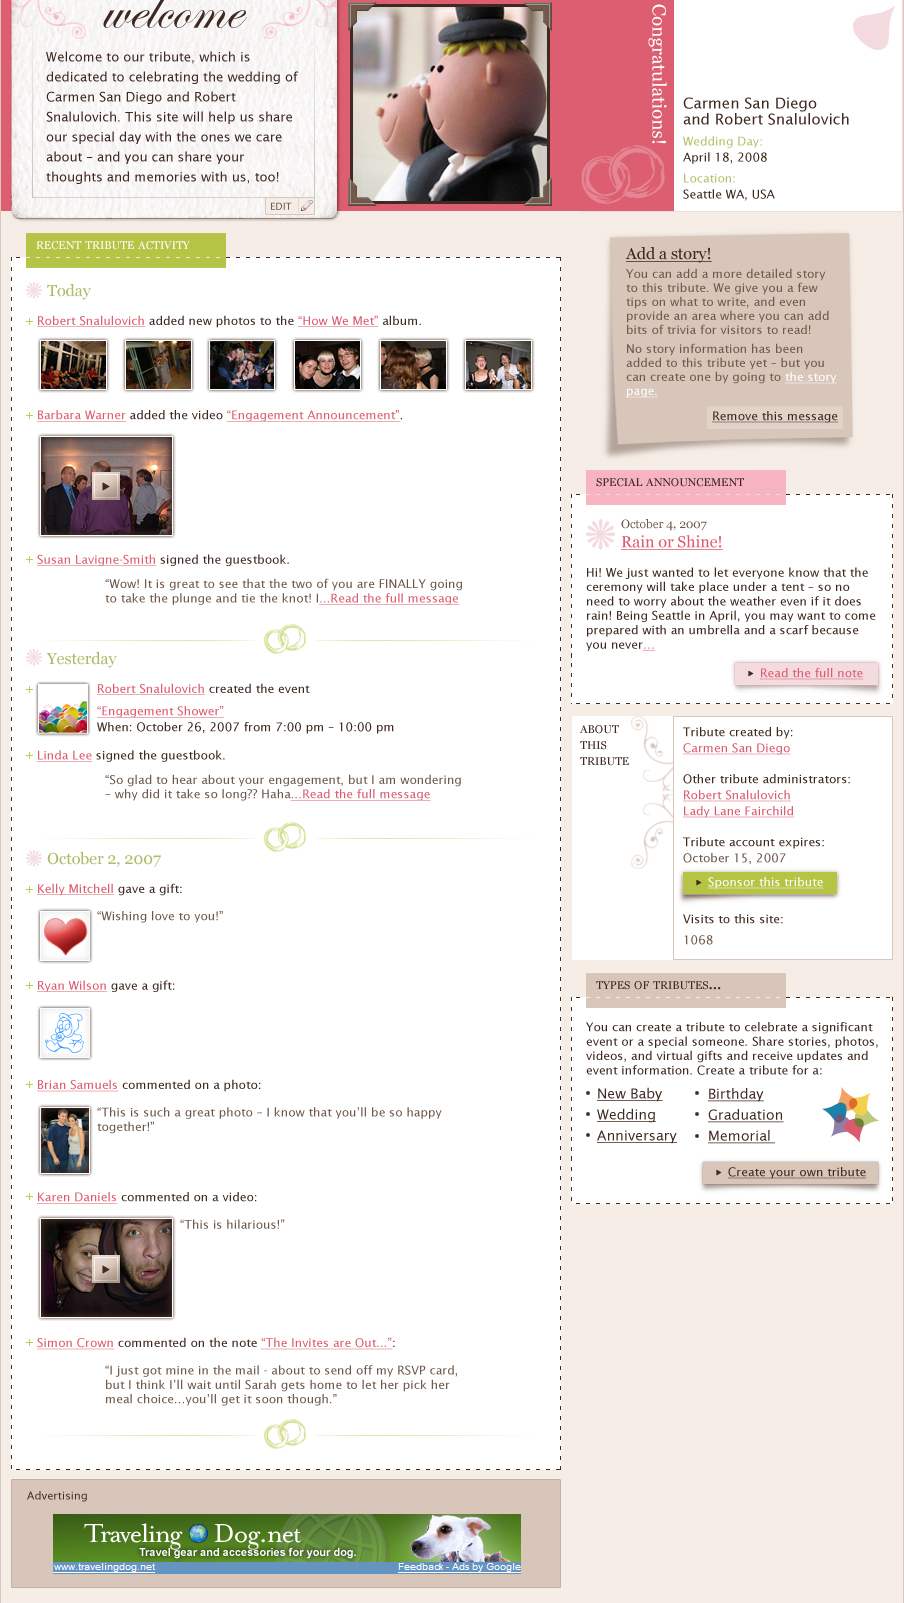 welcome
Welcome to our tribute, which is
dedicated to celebrating the wedding of
Carmen San Diego and Robert
Snalulovich. This site will help us share
our special day with the ones we care
about – and you can share your
thoughts and memories with us, too!
EDIT
Congratulations!
Carmen San Diego
and Robert Snalulovich
Wedding Day:
April 18, 2008
Location:
Seattle WA, USA
RECENT TRIBUTE ACTIVITY
Today
Robert Snalulovich added new photos to the “How We Met” album.
Barbara Warner added the video “Engagement Announcement”.
Susan Lavigne-Smith signed the guestbook.
“Wow! It is great to see that the two of you are FINALLY going
to take the plunge and tie the knot! I...Read the full message
Yesterday
Robert Snalulovich created the event
“Engagement Shower”
When: October 26, 2007 from 7:00 pm – 10:00 pm
Linda Lee signed the guestbook.
“So glad to hear about your engagement, but I am wondering
– why did it take so long?? Haha...Read the full message
October 2, 2007
Kelly Mitchell gave a gift:
“Wishing love to you!”
Ryan Wilson gave a gift:
Brian Samuels commented on a photo:
“This is such a great photo – I know that you’ll be so happy
together!”
Karen Daniels commented on a video:
“This is hilarious!”
Simon Crown commented on the note “The Invites are Out...”:
“I just got mine in the mail - about to send off my RSVP card,
but I think I’ll wait until Sarah gets home to let her pick her
meal choice...you’ll get it soon though.”
Advertising
Traveling Dog.net
Travel gear and accessories for your dog.
www.travelingdog.net
Feedback - Ads by Google
Add a story!
You can add a more detailed story
to this tribute. We give you a few
tips on what to write, and even
provide an area where you can add
bits of trivia for visitors to read!
No story information has been
added to this tribute yet – but you
can create one by going to the story
page.
Remove this message
SPECIAL ANNOUNCEMENT
October 4, 2007
Rain or Shine!
Hi! We just wanted to let everyone know that the
ceremony will take place under a tent – so no
need to worry about the weather even if it does
rain! Being Seattle in April, you may want to come
prepared with an umbrella and a scarf because
you never...
Read the full note
ABOUT
THIS
TRIBUTE
Tribute created by:
Carmen San Diego
Other tribute administrators:
Robert Snalulovich
Lady Lane Fairchild
Tribute account expires:
October 15, 2007
Sponsor this tribute
Visits to this site:
1068
TYPES OF TRIBUTES...
You can create a tribute to celebrate a significant
event or a special someone. Share stories, photos,
videos, and virtual gifts and receive updates and
event information. Create a tribute for a:
• New Baby
• Wedding
• Anniversary
• Birthday
• Graduation
• Memorial
Create your own tribute